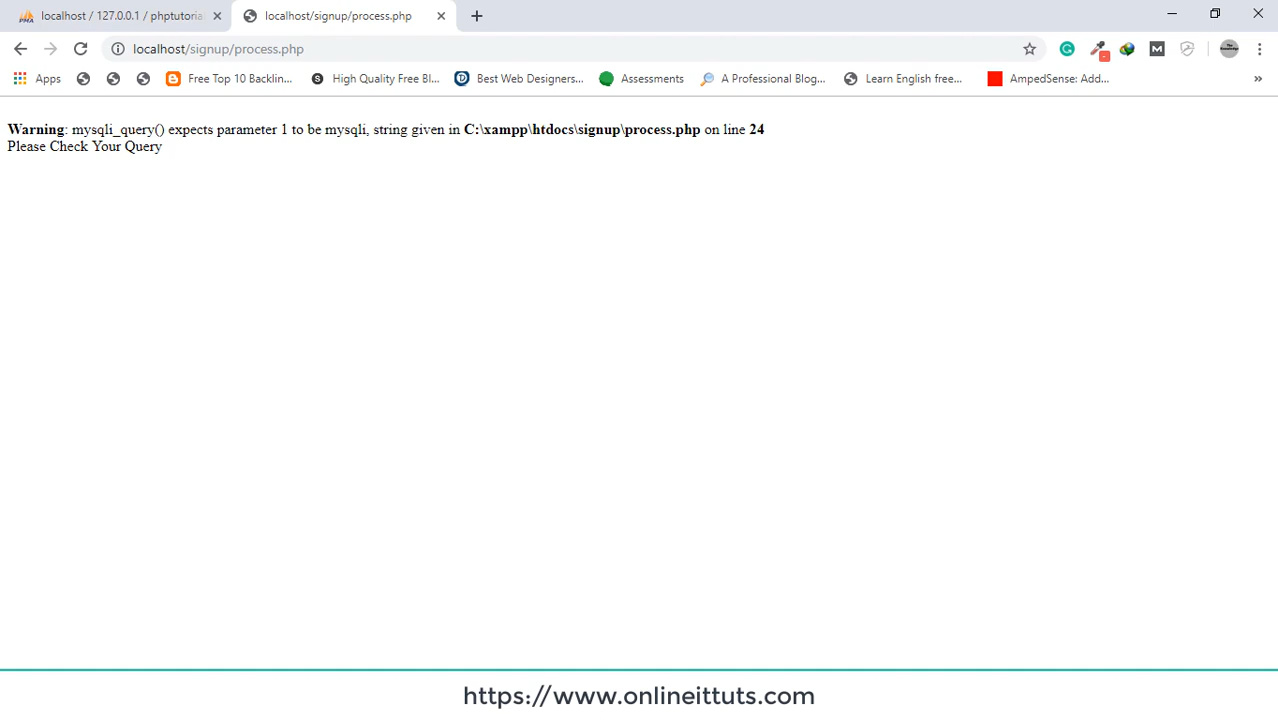 localhost / 127.0.0.1 / phptutoria
localhost/signup/process.php
localhost/signup/process.php
Apps
Free Top 10 Backlin...
High Quality Free Bl...
Best Web Designers...
Assessments
A Professional Blog...
Learn English free...
AmpedSense: Add...
»
Warning: mysqli_query() expects parameter 1 to be mysqli, string given in C:\xampp\htdocs\signup\process.php on line 24
Please Check Your Query
https://www.onlineittuts.com